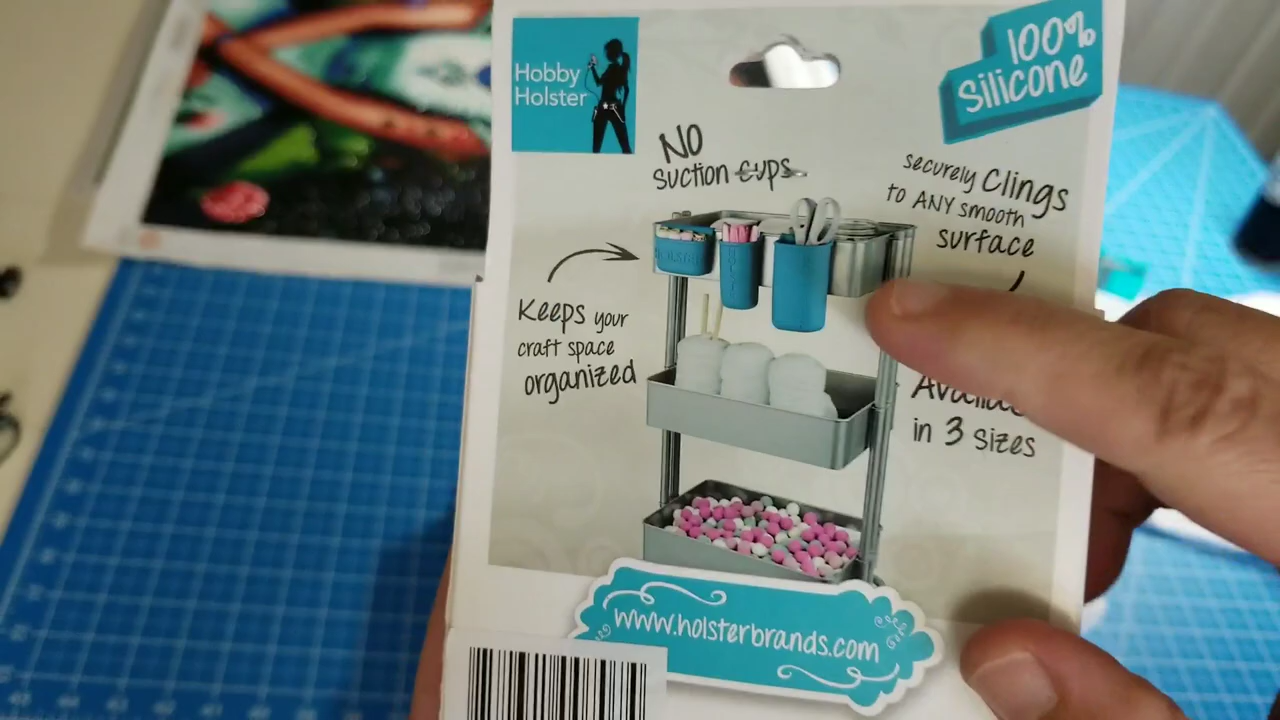 Hobby
Holster
100%
Silicone
NO
suction cups
securely Clings
to ANY smooth
surface
Keeps your
craft space
organized
in 3 sizes
www.holsterbrands.com